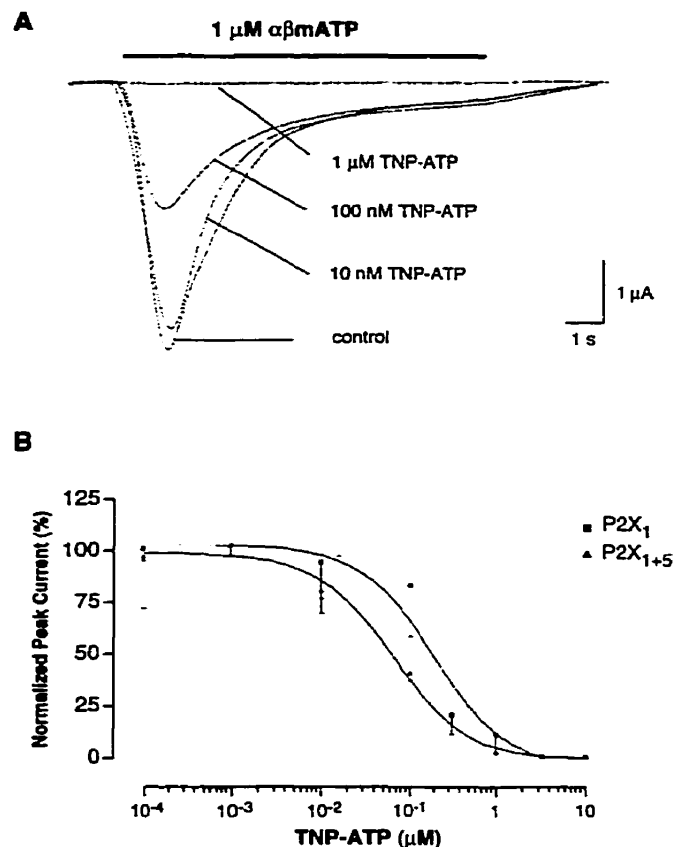 A
1 µM αβmATP
1 µM TNP-ATP
100 nM TNP-ATP
10 nM TNP-ATP
control
1 µA
1 s
B
Normalized Peak Current (%)
125
100
75
50
25
0
P2X1
P2X1+5
10-4
10-3
10-2
10-1
1
10
TNP-ATP (µM)